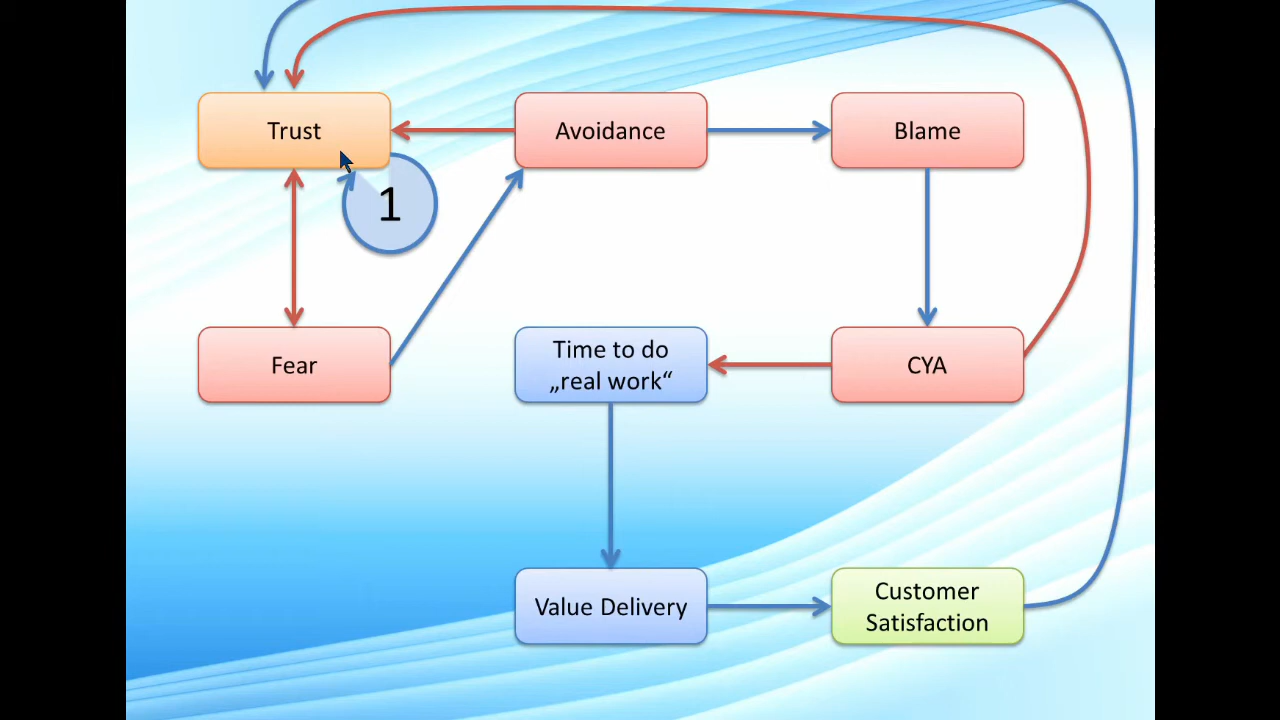 Trust
Avoidance
Blame
1
Fear
Time to do
„real work“
CYA
Value Delivery
Customer
Satisfaction